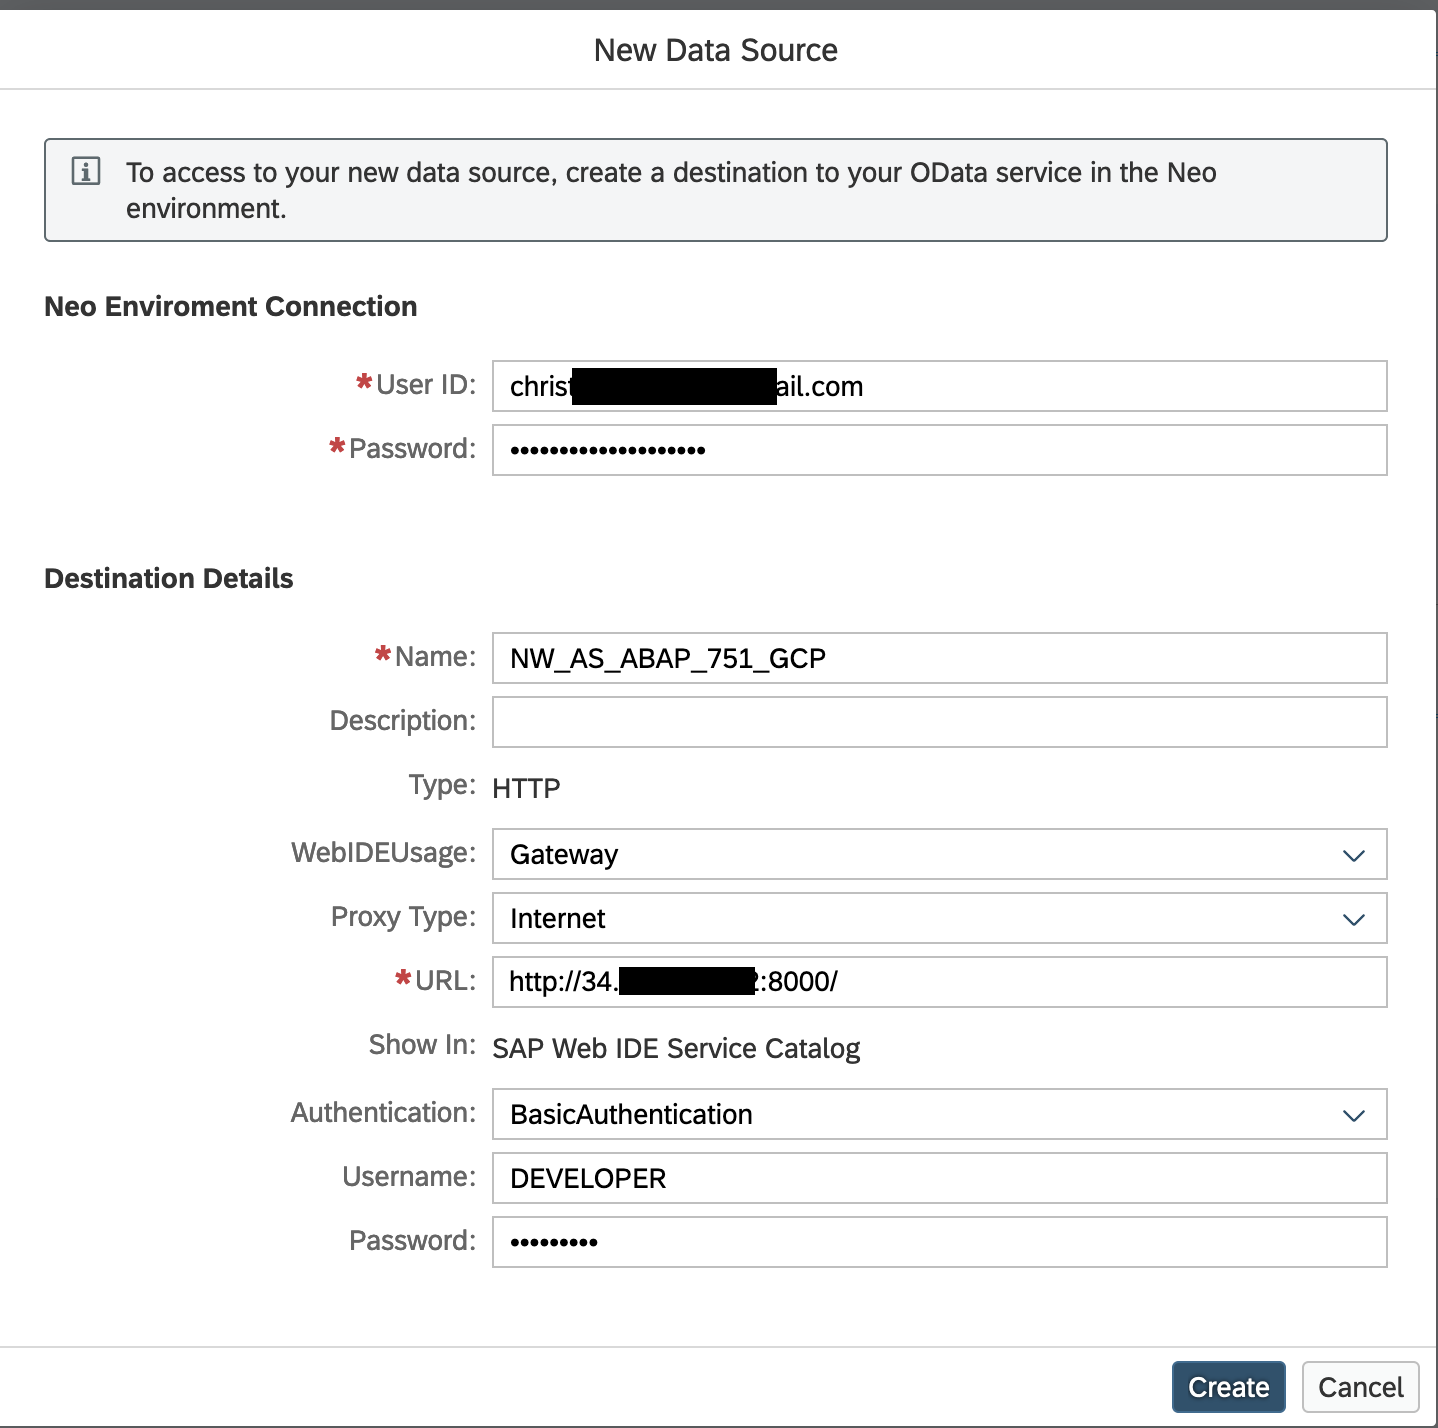 New Data Source
To access to your new data source, create a destination to your OData service in the Neo
environment.
Neo Enviroment Connection
*User ID: christ ail.com
*Password: ••••••••••••••••••••
Destination Details
*Name: NW_AS_ABAP_751_GCP
Description:
Type: HTTP
WebIDEUsage: Gateway
Proxy Type: Internet
*URL: http://34. 2:8000/
Show In: SAP Web IDE Service Catalog
Authentication: BasicAuthentication
Username: DEVELOPER
Password: •••••••••
Create Cancel